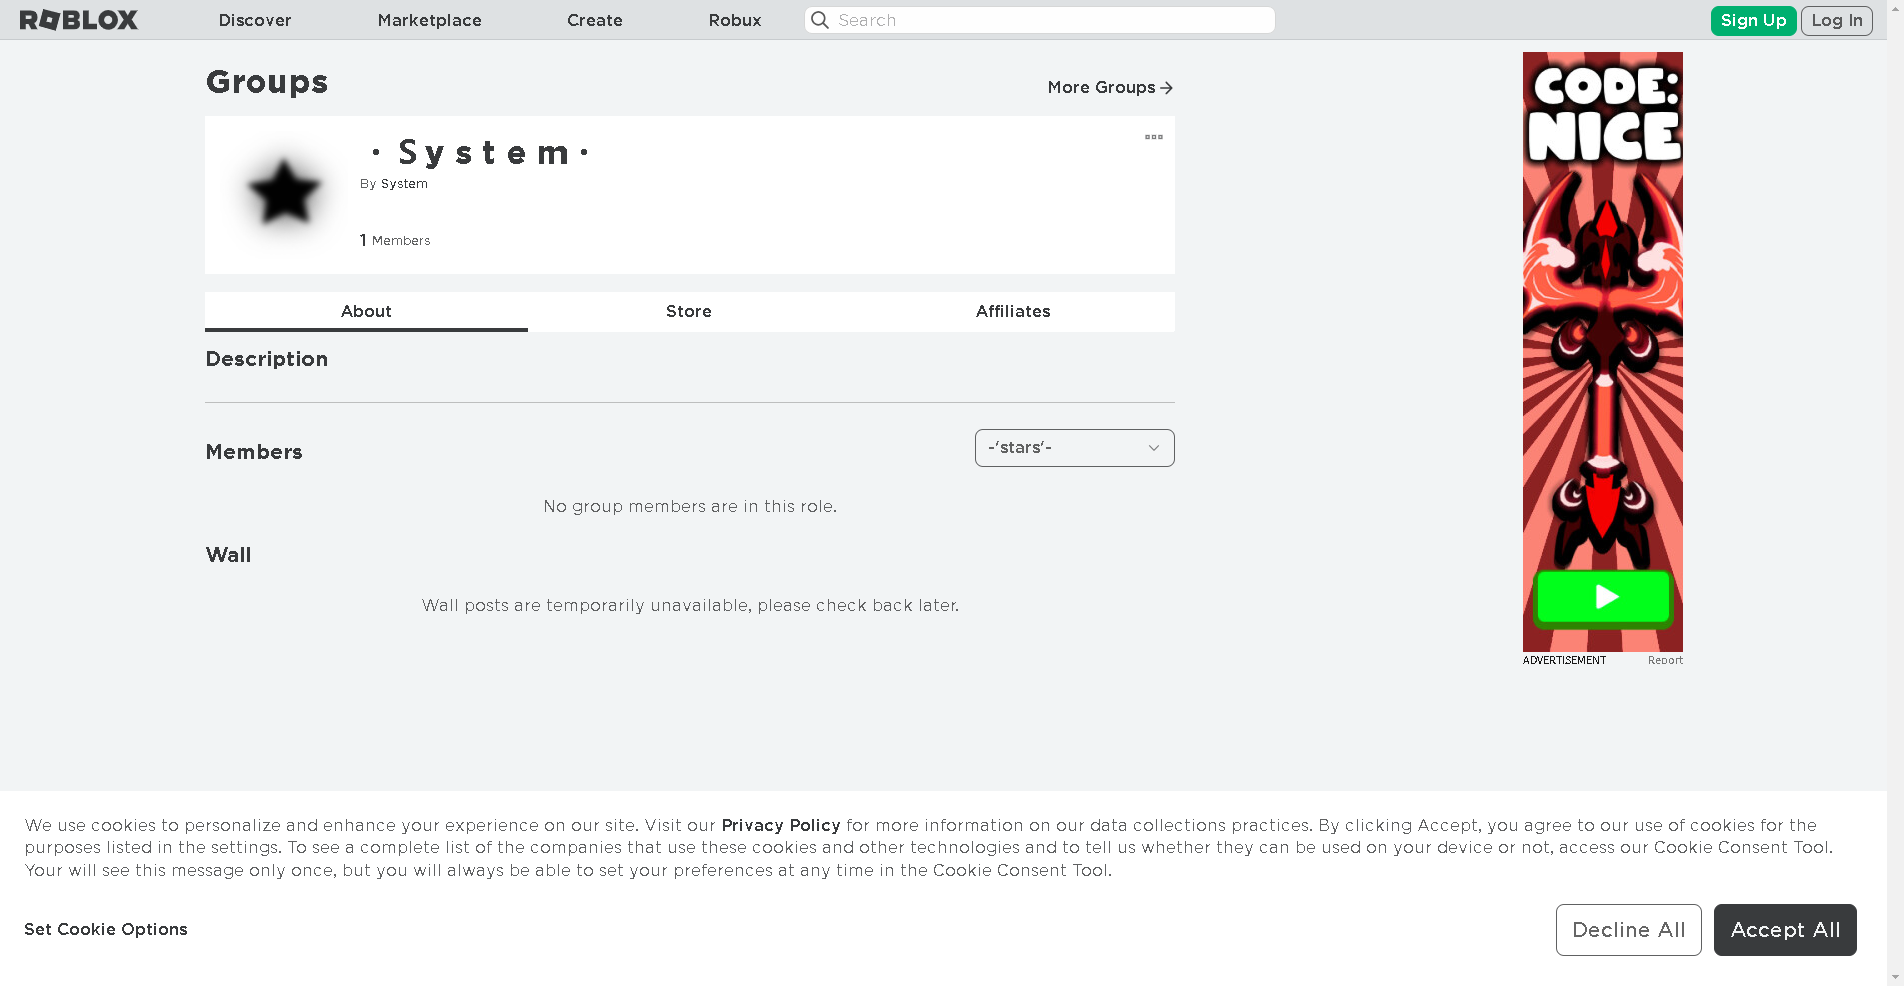 ROBLOX Discover Marketplace Create Robux Search Sign Up Log In
Groups
More Groups
· S y s t e m ·
By System
1 Members
About Store Affiliates
Description
Members
-'stars'-
No group members are in this role.
Wall
Wall posts are temporarily unavailable, please check back later.
CODE:
NICE
ADVERTISEMENT Report
We use cookies to personalize and enhance your experience on our site. Visit our Privacy Policy for more information on our data collections practices. By clicking Accept, you agree to our use of cookies for the
purposes listed in the settings. To see a complete list of the companies that use these cookies and other technologies and to tell us whether they can be used on your device or not, access our Cookie Consent Tool.
Your will see this message only once, but you will always be able to set your preferences at any time in the Cookie Consent Tool.
Set Cookie Options
Decline All Accept All